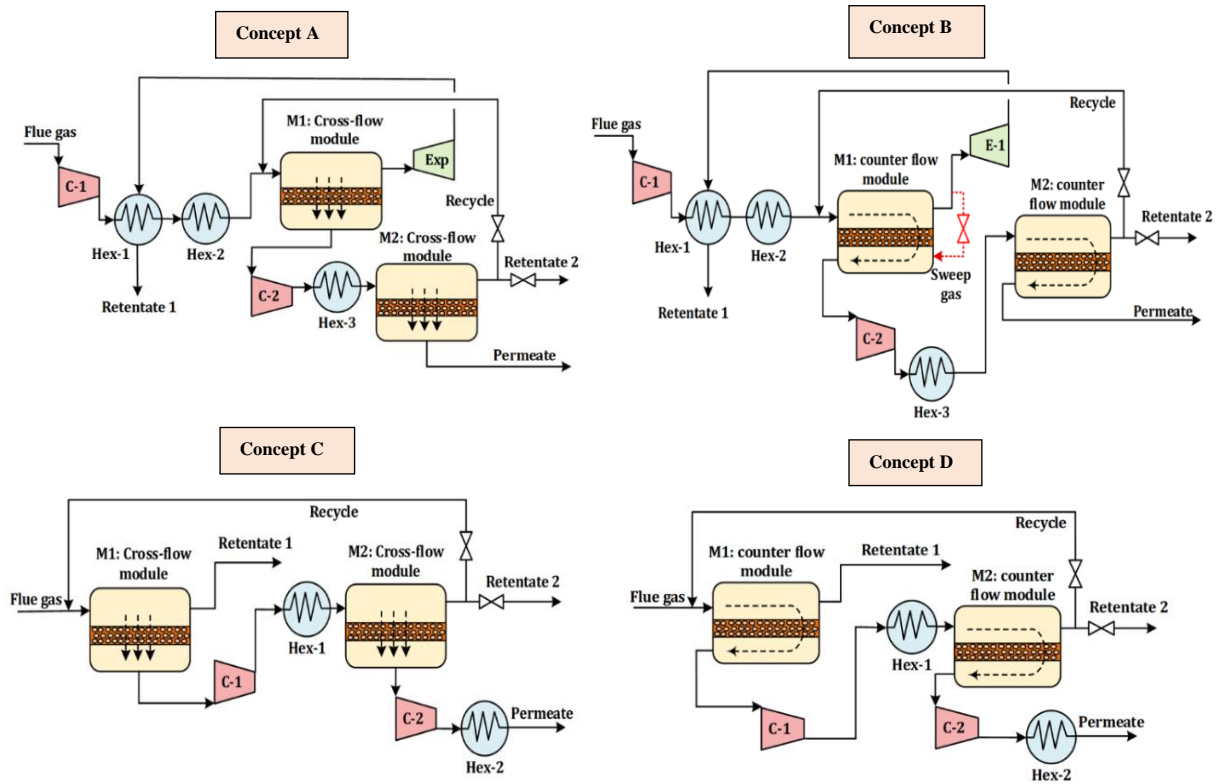 Concept A
Flue gas
C-1
Hex-1
Hex-2
Retentate 1
M1: Cross-flow
module
Exp
Recycle
M2: Cross-flow
module
C-2
Hex-3
Retentate 2
Permeate
Concept B
Flue gas
C-1
Hex-1
Hex-2
Retentate 1
M1: counter flow
module
E-1
Recycle
M2: counter
flow module
Sweep
gas
C-2
Hex-3
Retentate 2
Permeate
Concept C
Recycle
Flue gas
M1: Cross-flow
module
Retentate 1
C-1
Hex-1
M2: Cross-flow
module
Retentate 2
C-2
Hex-2
Permeate
Concept D
Recycle
Flue gas
M1: counter flow
module
Retentate 1
C-1
Hex-1
M2: counter
flow module
Retentate 2
C-2
Hex-2
Permeate